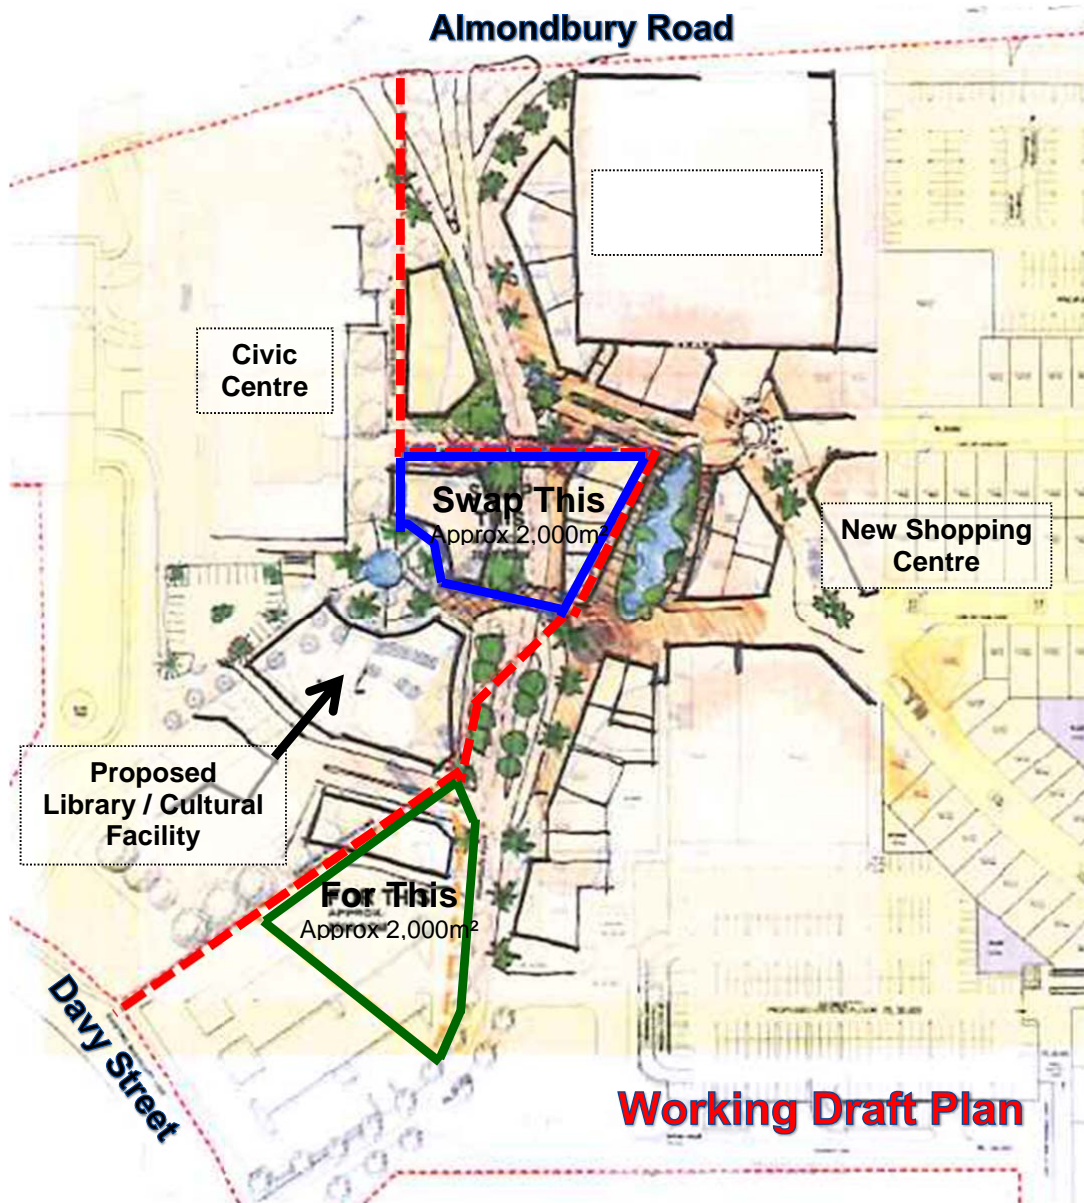 Almondbury Road
Civic
Centre
Swap This
Approx 2,000m²
New Shopping
Centre
Proposed
Library / Cultural
Facility
For This
Approx 2,000m²
Davy Street
Working Draft Plan